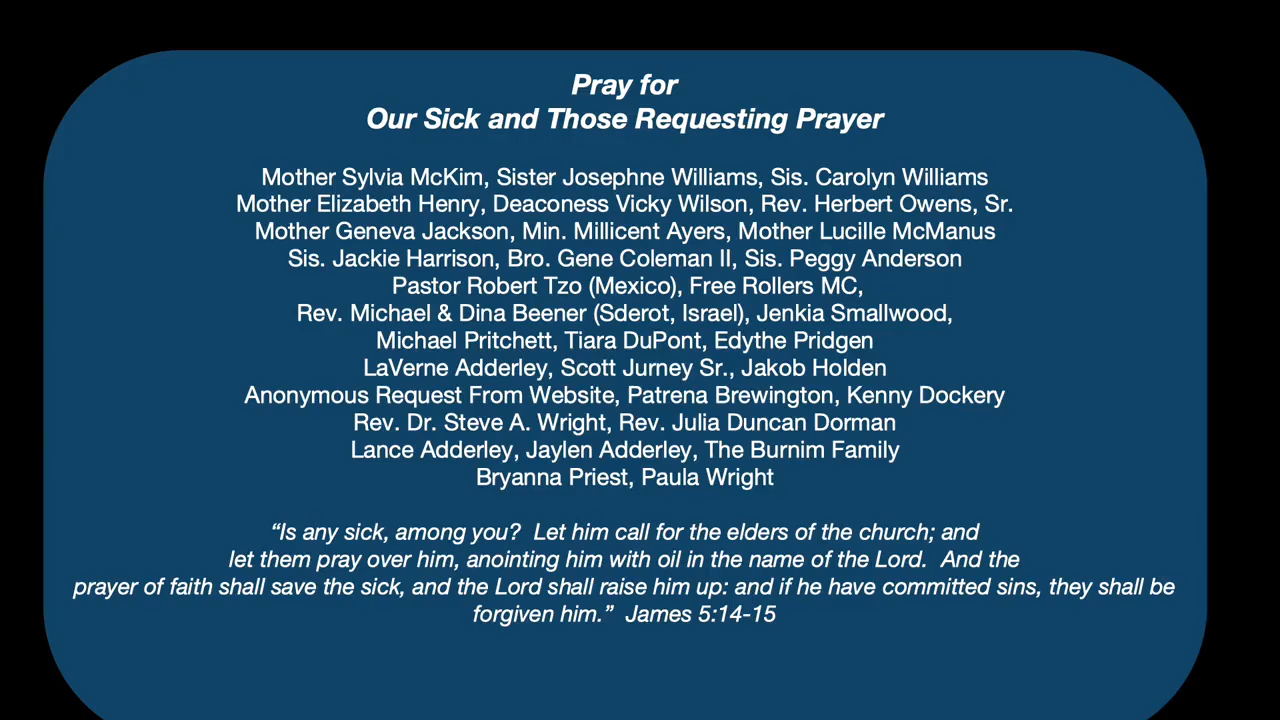 Pray for
Our Sick and Those Requesting Prayer
Mother Sylvia McKim, Sister Josephne Williams, Sis. Carolyn Williams
Mother Elizabeth Henry, Deaconess Vicky Wilson, Rev. Herbert Owens, Sr.
Mother Geneva Jackson, Min. Millicent Ayers, Mother Lucille McManus
Sis. Jackie Harrison, Bro. Gene Coleman II, Sis. Peggy Anderson
Pastor Robert Tzo (Mexico), Free Rollers MC,
Rev. Michael & Dina Beener (Sderot, Israel), Jenkia Smallwood,
Michael Pritchett, Tiara DuPont, Edythe Pridgen
LaVerne Adderley, Scott Jurney Sr., Jakob Holden
Anonymous Request From Website, Patrena Brewington, Kenny Dockery
Rev. Dr. Steve A. Wright, Rev. Julia Duncan Dorman
Lance Adderley, Jaylen Adderley, The Burnim Family
Bryanna Priest, Paula Wright
“Is any sick, among you?  Let him call for the elders of the church; and
let them pray over him, anointing him with oil in the name of the Lord.  And the
prayer of faith shall save the sick, and the Lord shall raise him up: and if he have committed sins, they shall be
forgiven him.”  James 5:14-15